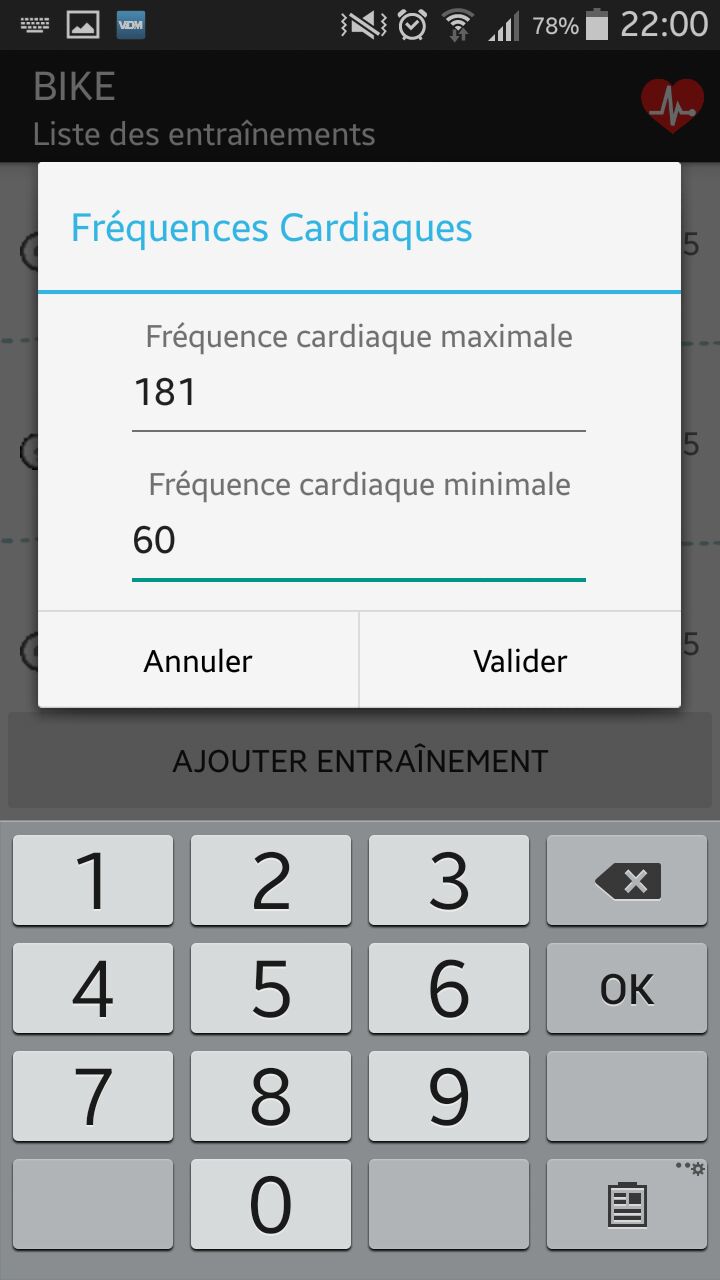 VDM
78%
22:00
BIKE
Liste des entraînements
Fréquences Cardiaques
5
Fréquence cardiaque maximale
181
5
Fréquence cardiaque minimale
60
5
Annuler
Valider
AJOUTER ENTRAÎNEMENT
1 2 3
4 5 6 OK
7 8 9
0